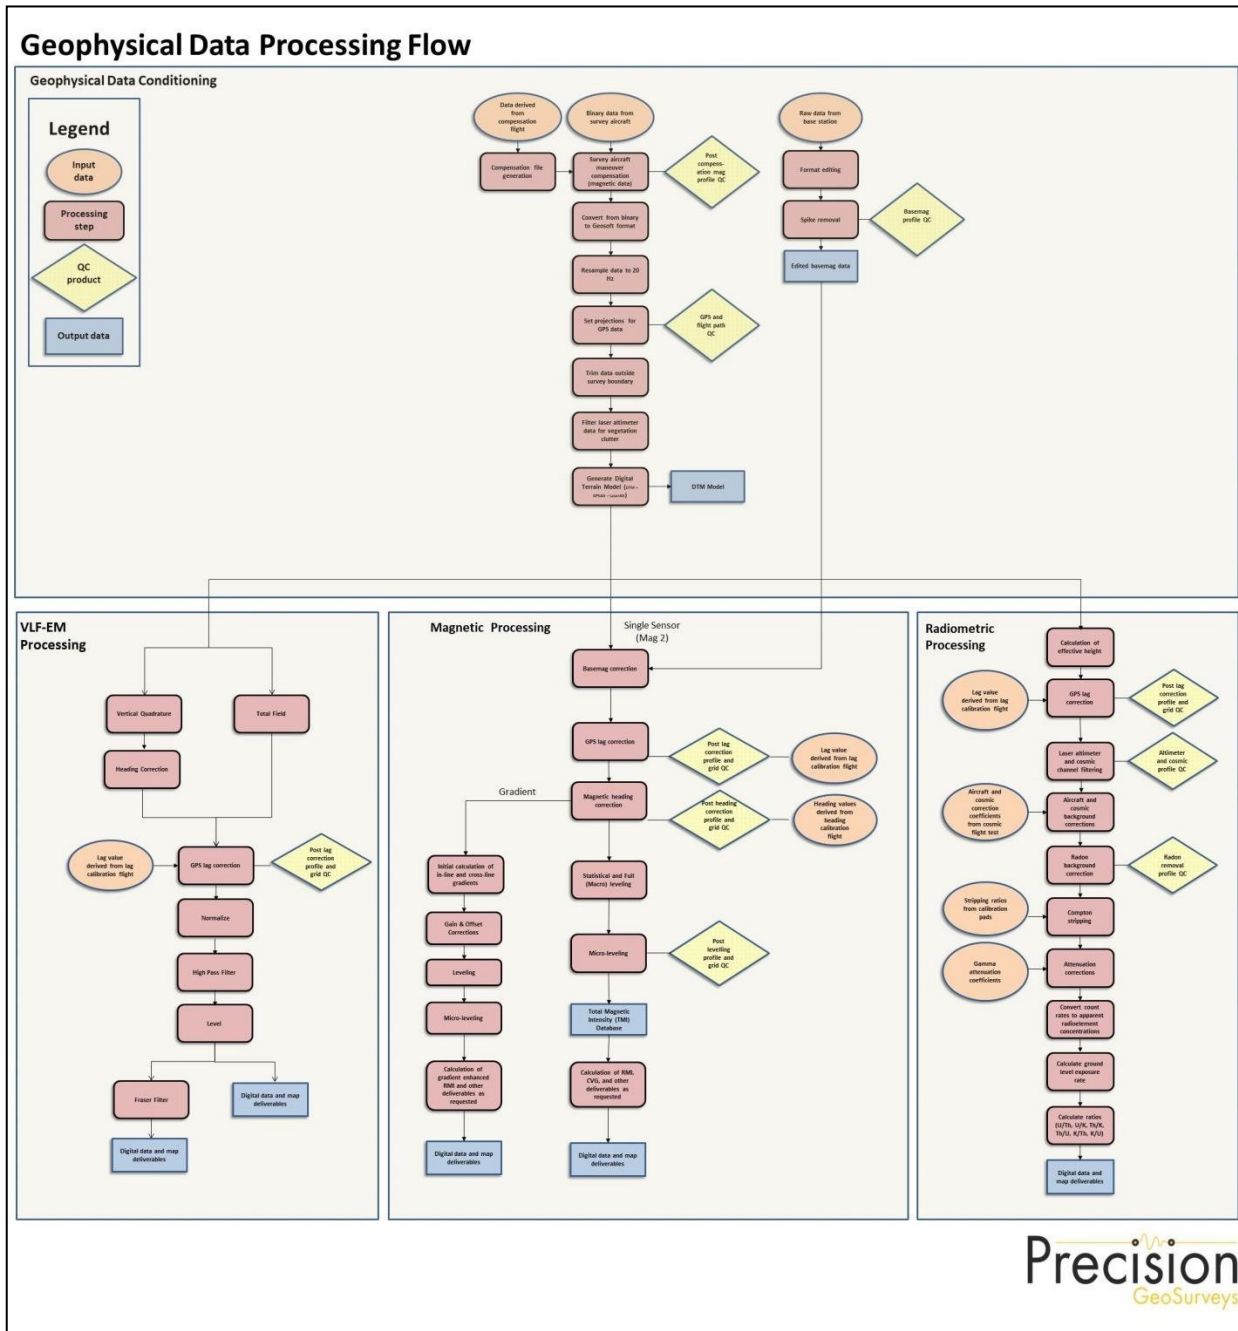 Geophysical Data Processing Flow
Geophysical Data Conditioning
Legend
Input
data
Processing
step
QC
product
Output data
Data derived
from
compensation
flight
Binary data from
survey aircraft
Raw data from
base station
Compensation file
generation
Survey aircraft
maneuver
compensation
(magnetic data)
Post
compens-
ation mag
profile QC
Format editing
Convert from binary
to Geosoft format
Spike removal
Basemag
profile QC
Resample data to 20
Hz
Edited basemag data
Set projections for
GPS data
GPS and
flight path
QC
Trim data outside
survey boundary
Filter laser altimeter
data for vegetation
clutter
Generate Digital
Terrain Model
DTM Model
VLF-EM
Processing
Vertical Quadrature
Total Field
Heading Correction
Lag value
derived from lag
calibration flight
GPS lag correction
Post lag
correction
profile and
grid QC
Normalize
High Pass Filter
Level
Fraser Filter
Digital data and map
deliverables
Digital data and map
deliverables
Magnetic Processing
Single Sensor
(Mag 2)
Basemag correction
GPS lag correction
Post lag
correction
profile and
grid QC
Lag value
derived from lag
calibration flight
Gradient
Magnetic heading
correction
Post heading
correction
profile and
grid QC
Heading values
derived from
heading
calibration
flight
Initial calculation of
in-line and cross-line
gradients
Statistical and Full
(Macro) leveling
Gain & Offset
Corrections
Leveling
Micro-leveling
Post
levelling
profile and
grid QC
Micro-leveling
Total Magnetic
Intensity (TMI)
Database
Calculation of
gradient enhanced
RMI and other
deliverables as
requested
Calculation of RMI,
CVG, and other
deliverables as
requested
Digital data and map
deliverables
Digital data and map
deliverables
Radiometric
Processing
Calculation of
effective height
Lag value
derived from lag
calibration flight
GPS lag
correction
Post lag
correction
profile and
grid QC
Laser altimeter
and cosmic
channel filtering
Altimeter
and cosmic
profile QC
Aircraft and
cosmic
correction
coefficients
from cosmic
flight test
Aircraft and
cosmic
background
corrections
Radon
background
correction
Radon
removal
profile QC
Stripping ratios
from calibration
pads
Compton
stripping
Gamma
attenuation
coefficients
Attenuation
corrections
Convert count
rates to apparent
radioelement
concentrations
Calculate ground
level exposure
rate
Calculate ratios
(U/Th, U/K, Th/K,
Th/U, K/Th, K/U)
Digital data and
map deliverables
Precision
GeoSurveys